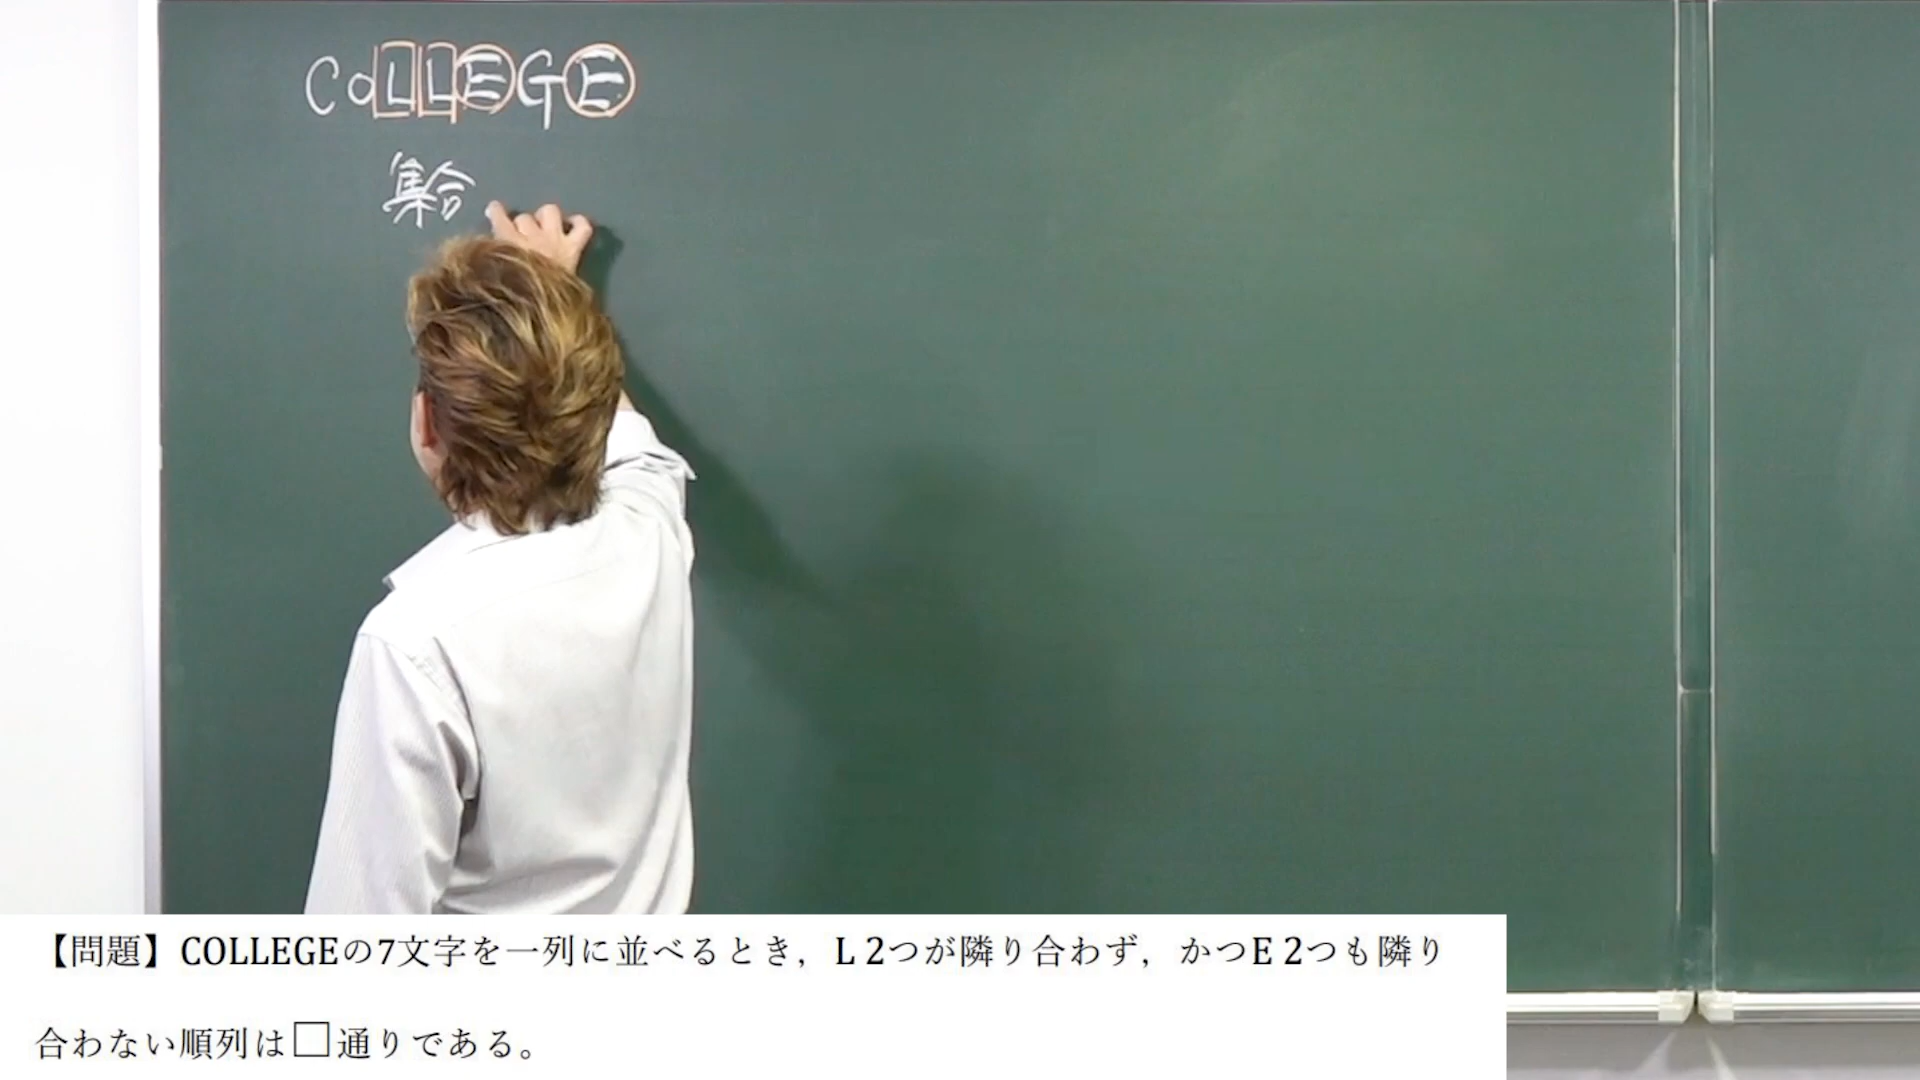 CoLLEGE
集合
【問題】COLLEGEの7文字を一列に並べるとき，L 2つが隣り合わず，かつE 2つも隣り
合わない順列は□通りである。